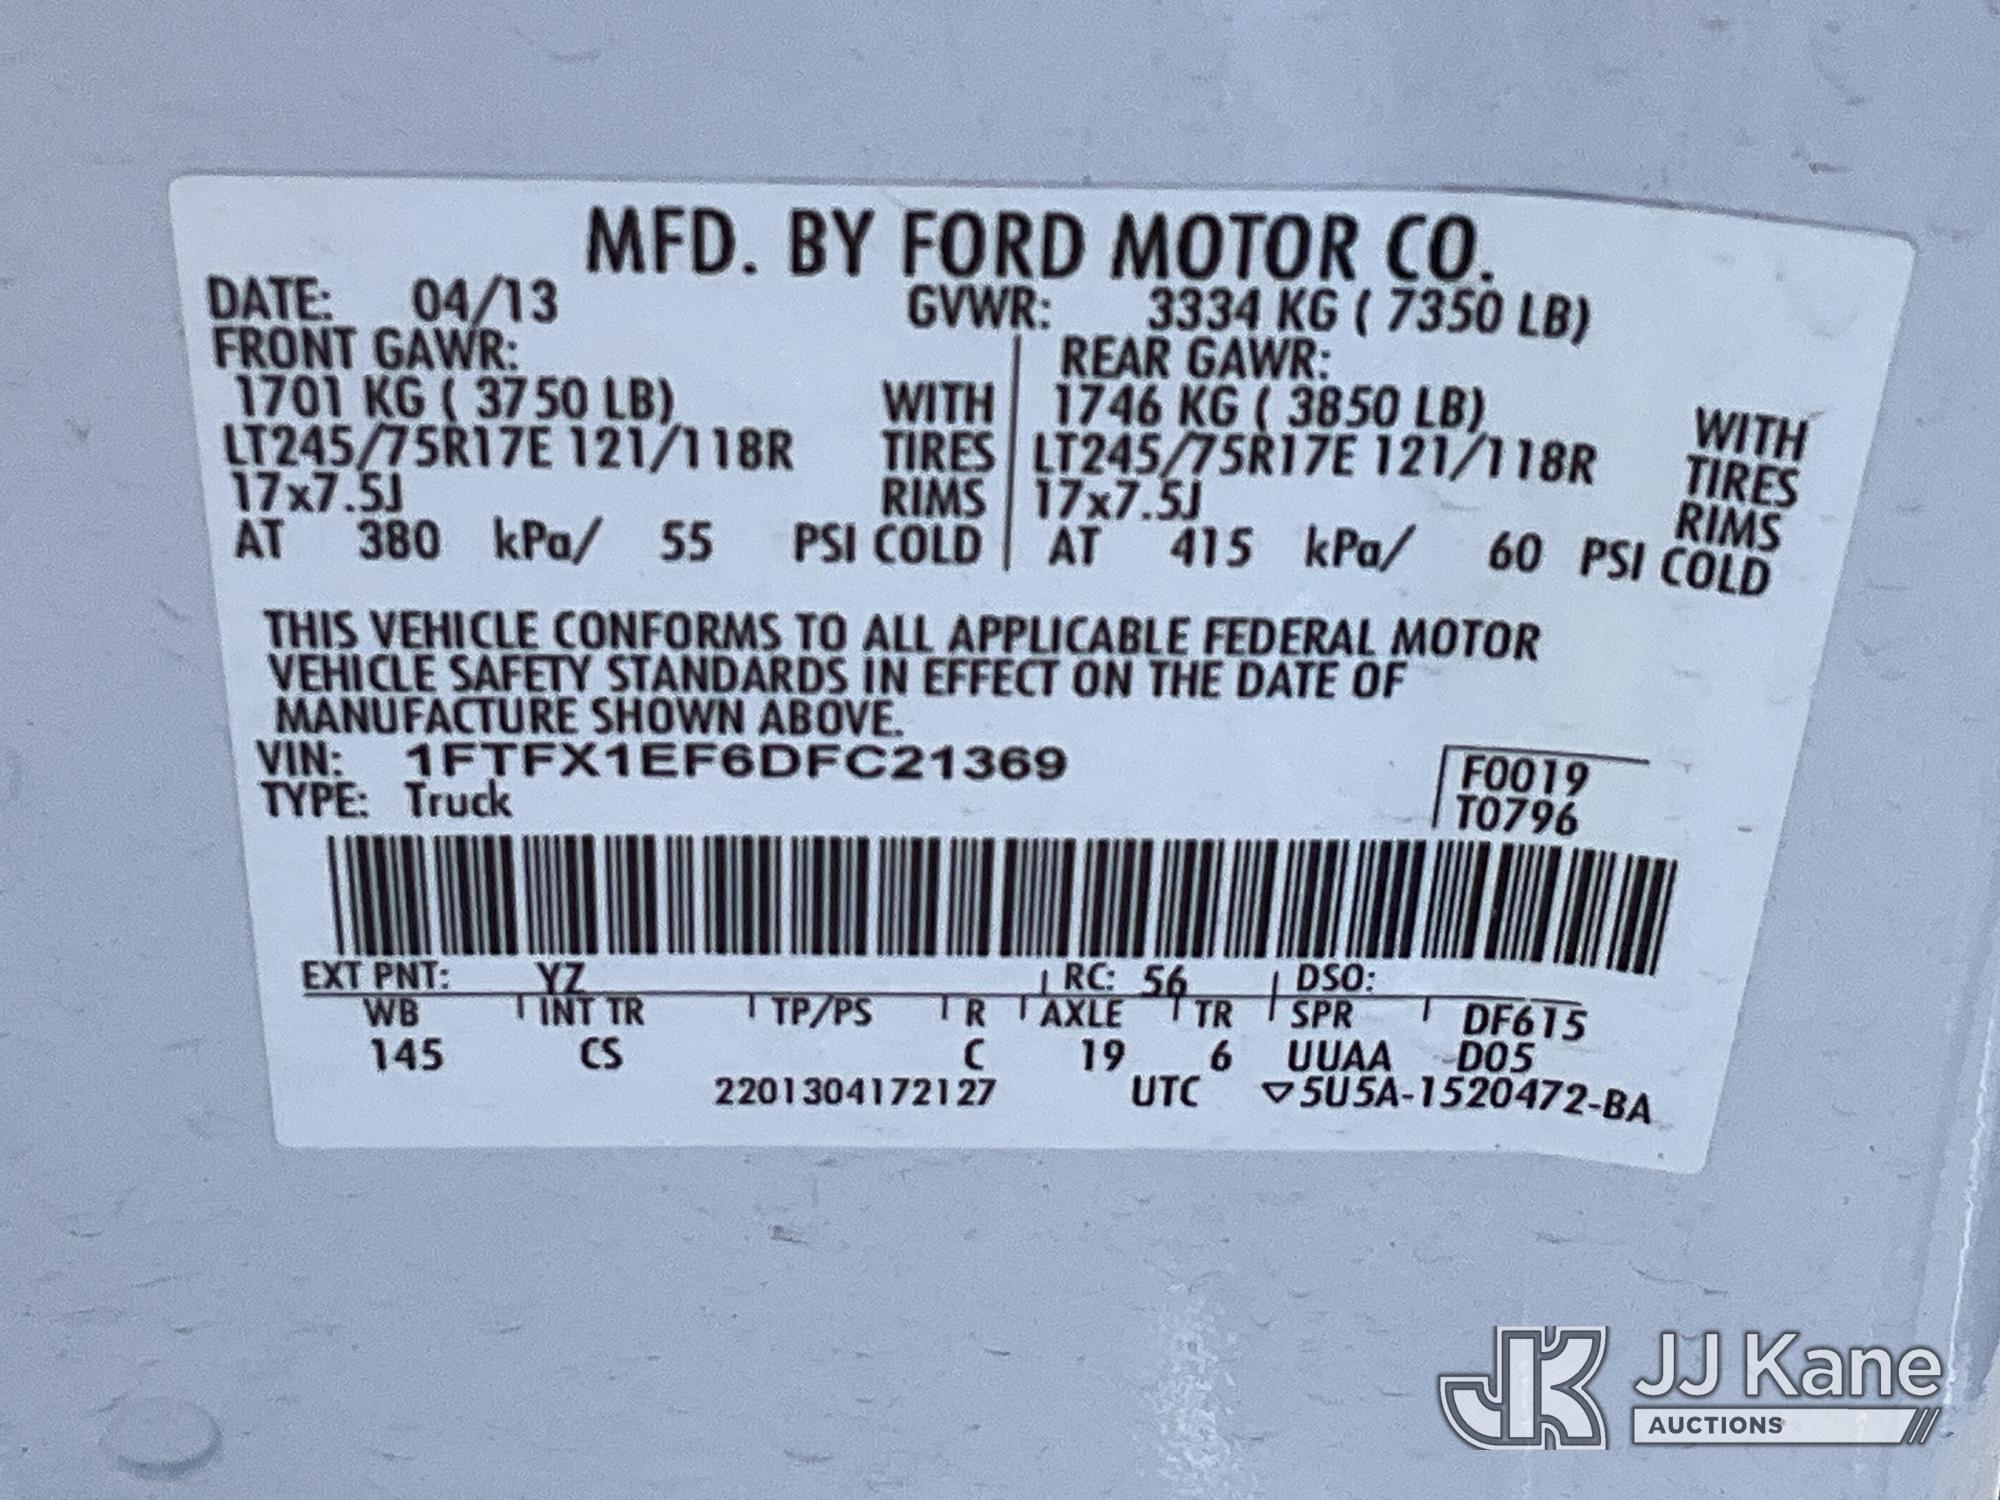 MFD. BY FORD MOTOR CO.
DATE: 04/13 GVWR: 3334 KG ( 7350 LB)
FRONT GAWR: REAR GAWR:
1701 KG ( 3750 LB) WITH 1746 KG ( 3850 LB) WITH
LT245/75R17E 121/118R TIRES LT245/75R17E 121/118R TIRES
17x7.5J RIMS 17x7.5J RIMS
AT 380 kPa/ 55 PSI COLD AT 415 kPa/ 60 PSI COLD
THIS VEHICLE CONFORMS TO ALL APPLICABLE FEDERAL MOTOR
VEHICLE SAFETY STANDARDS IN EFFECT ON THE DATE OF
MANUFACTURE SHOWN ABOVE.
VIN: 1FTFX1EF6DFC21369 F0019
TYPE: Truck T0796
EXT PNT: YZ RC: 56 DSO:
WB INT TR TP/PS R AXLE TR SPR DF615
145 CS C 19 6 UUAA D05
2201304172127 UTC ▽5U5A-1520472-BA
JK JJ Kane
AUCTIONS